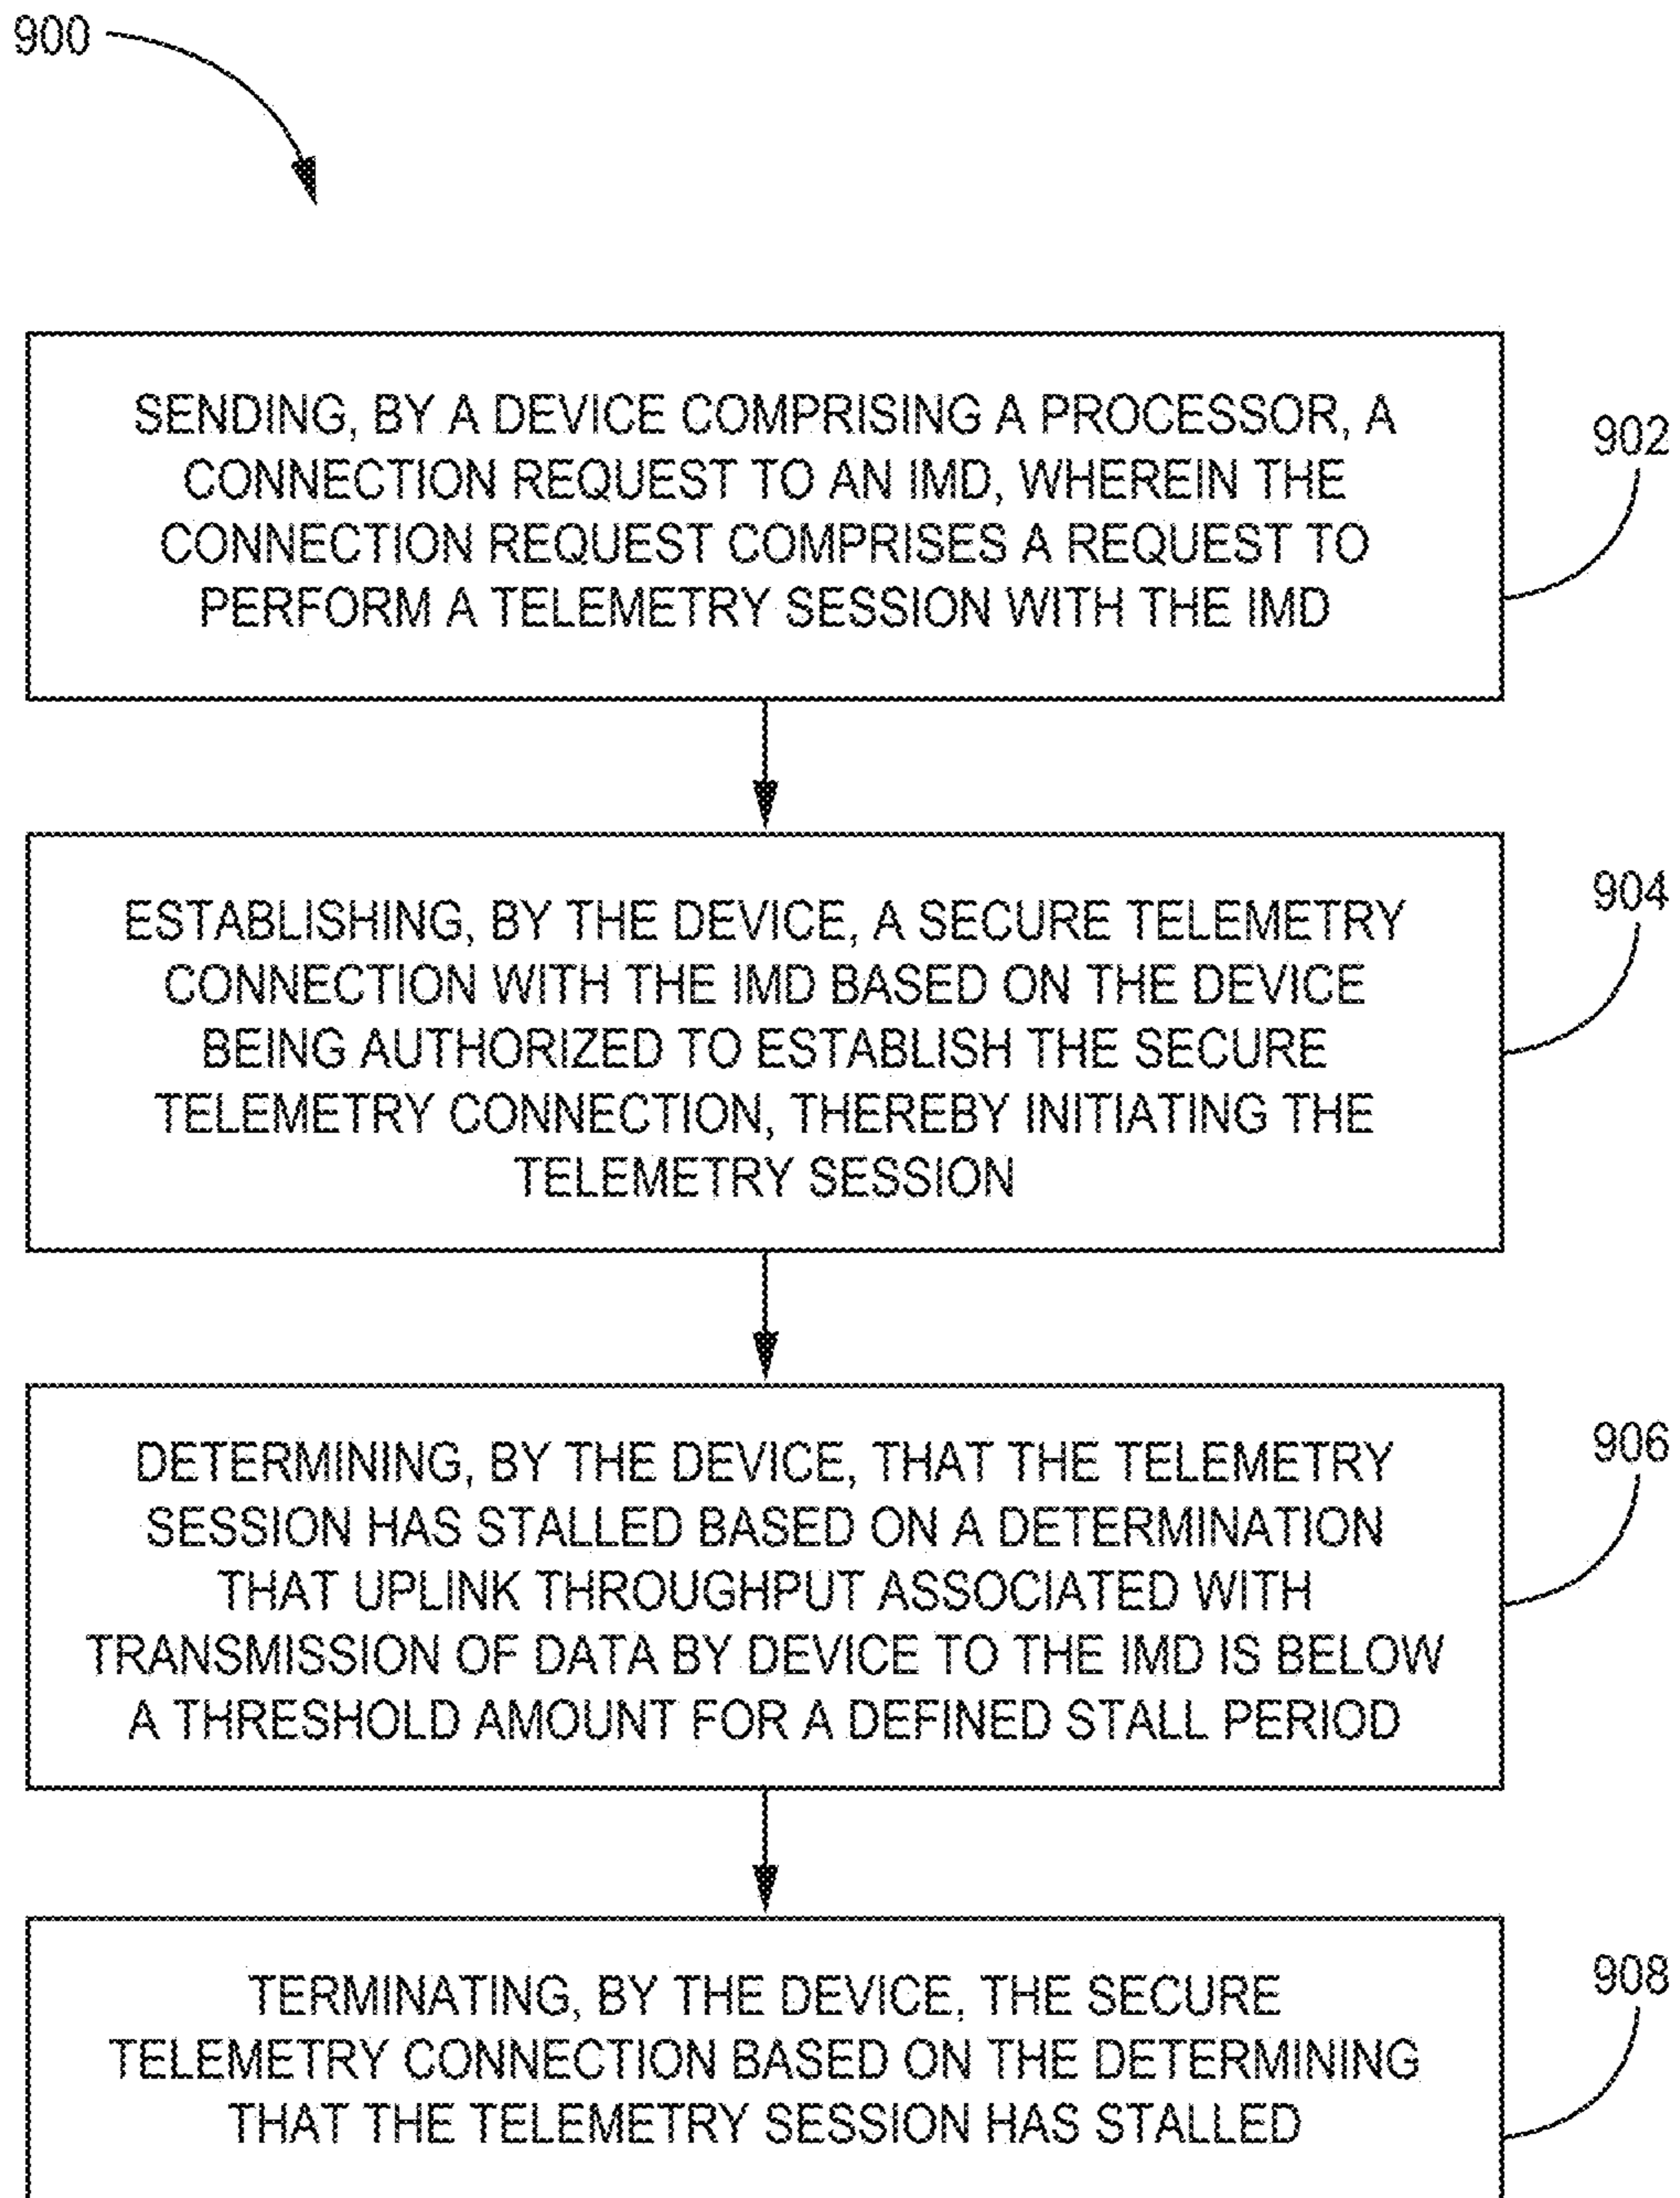 900
SENDING, BY A DEVICE COMPRISING A PROCESSOR, A
CONNECTION REQUEST TO AN IMD, WHEREIN THE
CONNECTION REQUEST COMPRISES A REQUEST TO
PERFORM A TELEMETRY SESSION WITH THE IMD
902
ESTABLISHING, BY THE DEVICE, A SECURE TELEMETRY
CONNECTION WITH THE IMD BASED ON THE DEVICE
BEING AUTHORIZED TO ESTABLISH THE SECURE
TELEMETRY CONNECTION, THEREBY INITIATING THE
TELEMETRY SESSION
904
DETERMINING, BY THE DEVICE, THAT THE TELEMETRY
SESSION HAS STALLED BASED ON A DETERMINATION
THAT UPLINK THROUGHPUT ASSOCIATED WITH
TRANSMISSION OF DATA BY DEVICE TO THE IMD IS BELOW
A THRESHOLD AMOUNT FOR A DEFINED STALL PERIOD
906
TERMINATING, BY THE DEVICE, THE SECURE
TELEMETRY CONNECTION BASED ON THE DETERMINING
THAT THE TELEMETRY SESSION HAS STALLED
908